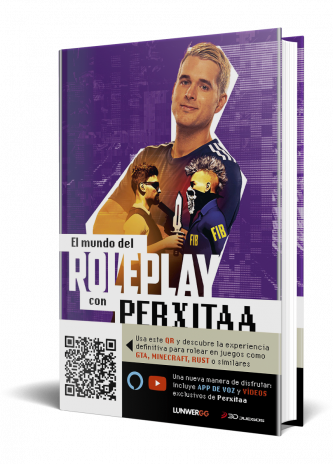 FIB
FIB
El mundo del
ROLEPLAY
con
PERXITAA
Usa este QR y descubre la experiencia
definitiva para rolear en juegos como
GTA, MINECRAFT, RUST o similares
Una nueva manera de disfrutar:
incluye APP DE VOZ y VÍDEOS
exclusivos de Perxitaa
LUNWERGG
3DJUEGOS